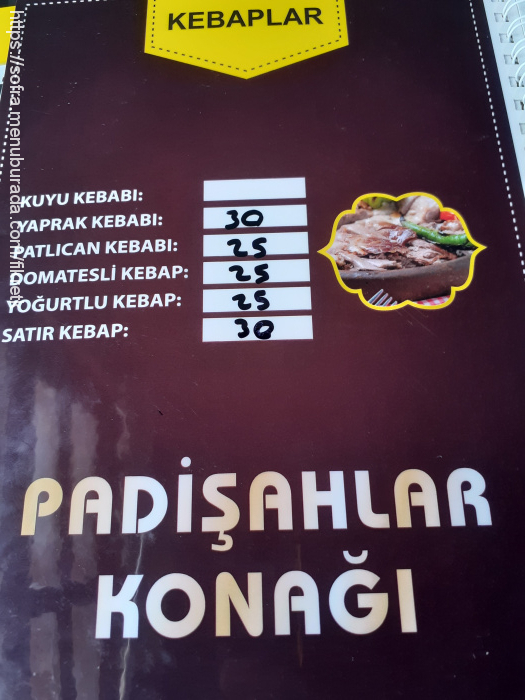 KEBAPLAR
KUYU KEBABI:
YAPRAK KEBABI: 30
PATLICAN KEBABI: 25
DOMATESLİ KEBAP: 25
YOĞURTLU KEBAP: 25
SATIR KEBAP: 30
PADİŞAHLAR
KONAĞI